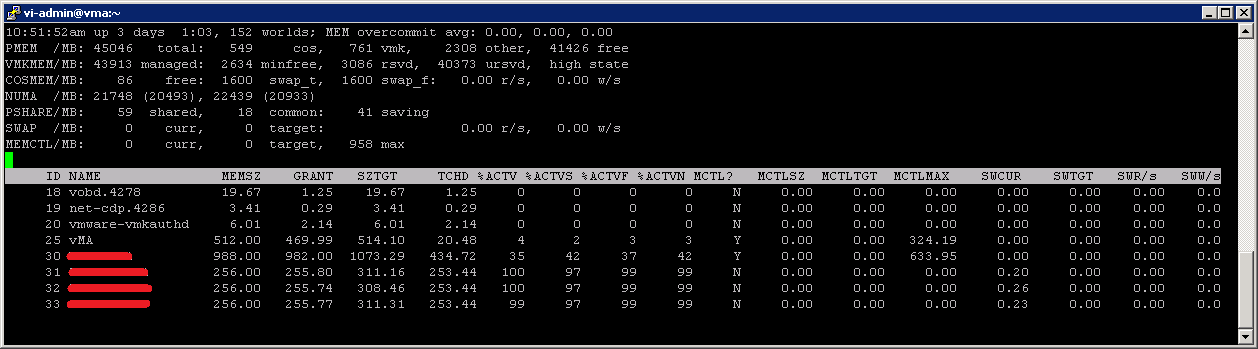 vi-admin@vma:~
10:51:52am up 3 days  1:03, 152 worlds; MEM overcommit avg: 0.00, 0.00, 0.00
PMEM  /MB: 45046   total:   549     cos,   761 vmk,    2308 other,  41426 free
VMKMEM/MB: 43913 managed:  2634 minfree,  3086 rsvd,  40373 ursvd,  high state
COSMEM/MB:    86    free:  1600  swap_t,  1600 swap_f:   0.00 r/s,   0.00 w/s
NUMA  /MB: 21748 (20493), 22439 (20933)
PSHARE/MB:    59  shared,    18  common:    41 saving
SWAP  /MB:     0    curr,     0  target:                 0.00 r/s,   0.00 w/s
MEMCTL/MB:     0    curr,     0  target,   958 max
ID NAME MEMSZ GRANT SZTGT TCHD %ACTV %ACTVS %ACTVF %ACTVN MCTL? MCTLSZ MCTLTGT MCTLMAX SWCUR SWTGT SWR/s SWW/s
18 vobd.4278 19.67 1.25 19.67 1.25 0 0 0 0 N 0.00 0.00 0.00 0.00 0.00 0.00 0.0
19 net-cdp.4286 3.41 0.29 3.41 0.29 0 0 0 0 N 0.00 0.00 0.00 0.00 0.00 0.00 0.0
20 vmware-vmkauthd 6.01 2.14 6.01 2.14 0 0 0 0 N 0.00 0.00 0.00 0.00 0.00 0.00 0.0
25 vMA 512.00 469.99 514.10 20.48 4 2 3 3 Y 0.00 0.00 324.19 0.00 0.00 0.00 0.0
30 988.00 982.00 1073.29 434.72 35 42 37 42 Y 0.00 0.00 633.95 0.00 0.00 0.00 0.0
31 256.00 255.80 311.16 253.44 100 97 99 99 N 0.00 0.00 0.00 0.20 0.00 0.00 0.0
32 256.00 255.74 308.46 253.44 100 97 99 99 N 0.00 0.00 0.00 0.26 0.00 0.00 0.0
33 256.00 255.77 311.31 253.44 99 97 99 99 N 0.00 0.00 0.00 0.23 0.00 0.00 0.0